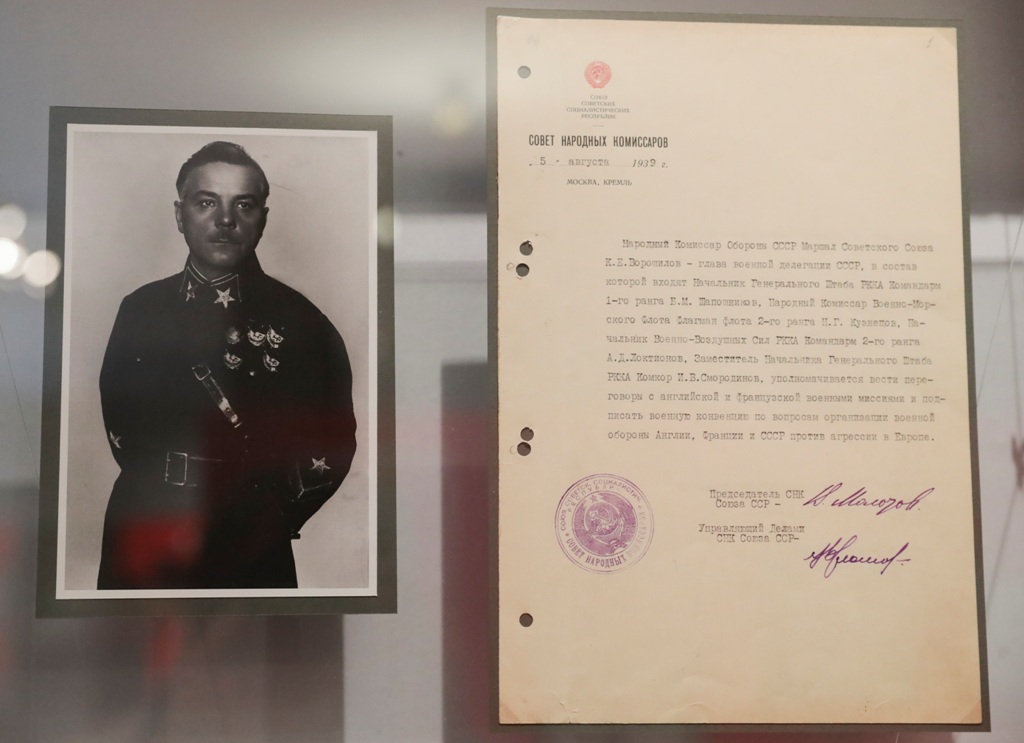 СОЮЗ
СОВЕТСКИХ
СОЦИАЛИСТИЧЕСКИХ
РЕСПУБЛИК
СОВЕТ НАРОДНЫХ КОМИССАРОВ
„ 5 " августа 1939 г.
МОСКВА, КРЕМЛЬ
Народный Комиссар Обороны СССР Маршал Советского Союза
К.Е.Ворошилов - глава военной делегации СССР, в состав
которой входят Начальник Генерального Штаба РККА Командарм
1-го ранга Б.М. Шапошников, Народный Комиссар Военно-Мор-
ского Флота Флагман флота 2-го ранга Н.Г. Кузнецов, На-
чальник Военно-Воздушных Сил РККА Командарм 2-го ранга
А.Д.Локтионов, Заместитель Начальника Генерального Штаба
РККА Комкор И.В.Смородинов, уполномачивается вести пере-
говоры с английской и французской военными миссиями и под-
писать военную конвенцию по вопросам организации военной
обороны Англии, Франции и СССР против агрессии в Европе.
Председатель СНК
Союза ССР -
В. Молотов.
Управляющий Делами
СНК Союза ССР-
СОВЕТ НАРОДНЫХ